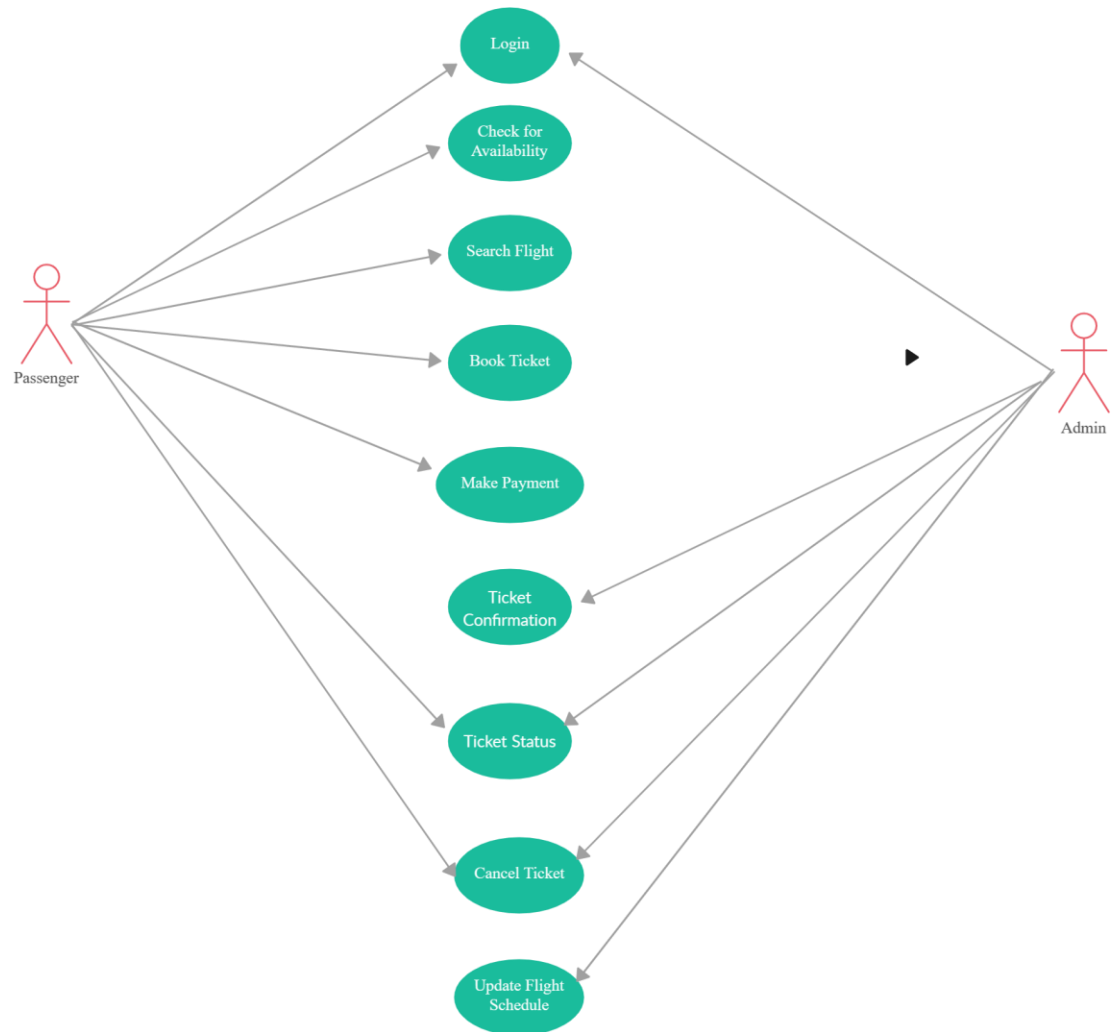 Login
Check for
Availability
Search Flight
Passenger
Book Ticket
Admin
Make Payment
Ticket
Confirmation
Ticket Status
Cancel Ticket
Update Flight
Schedule